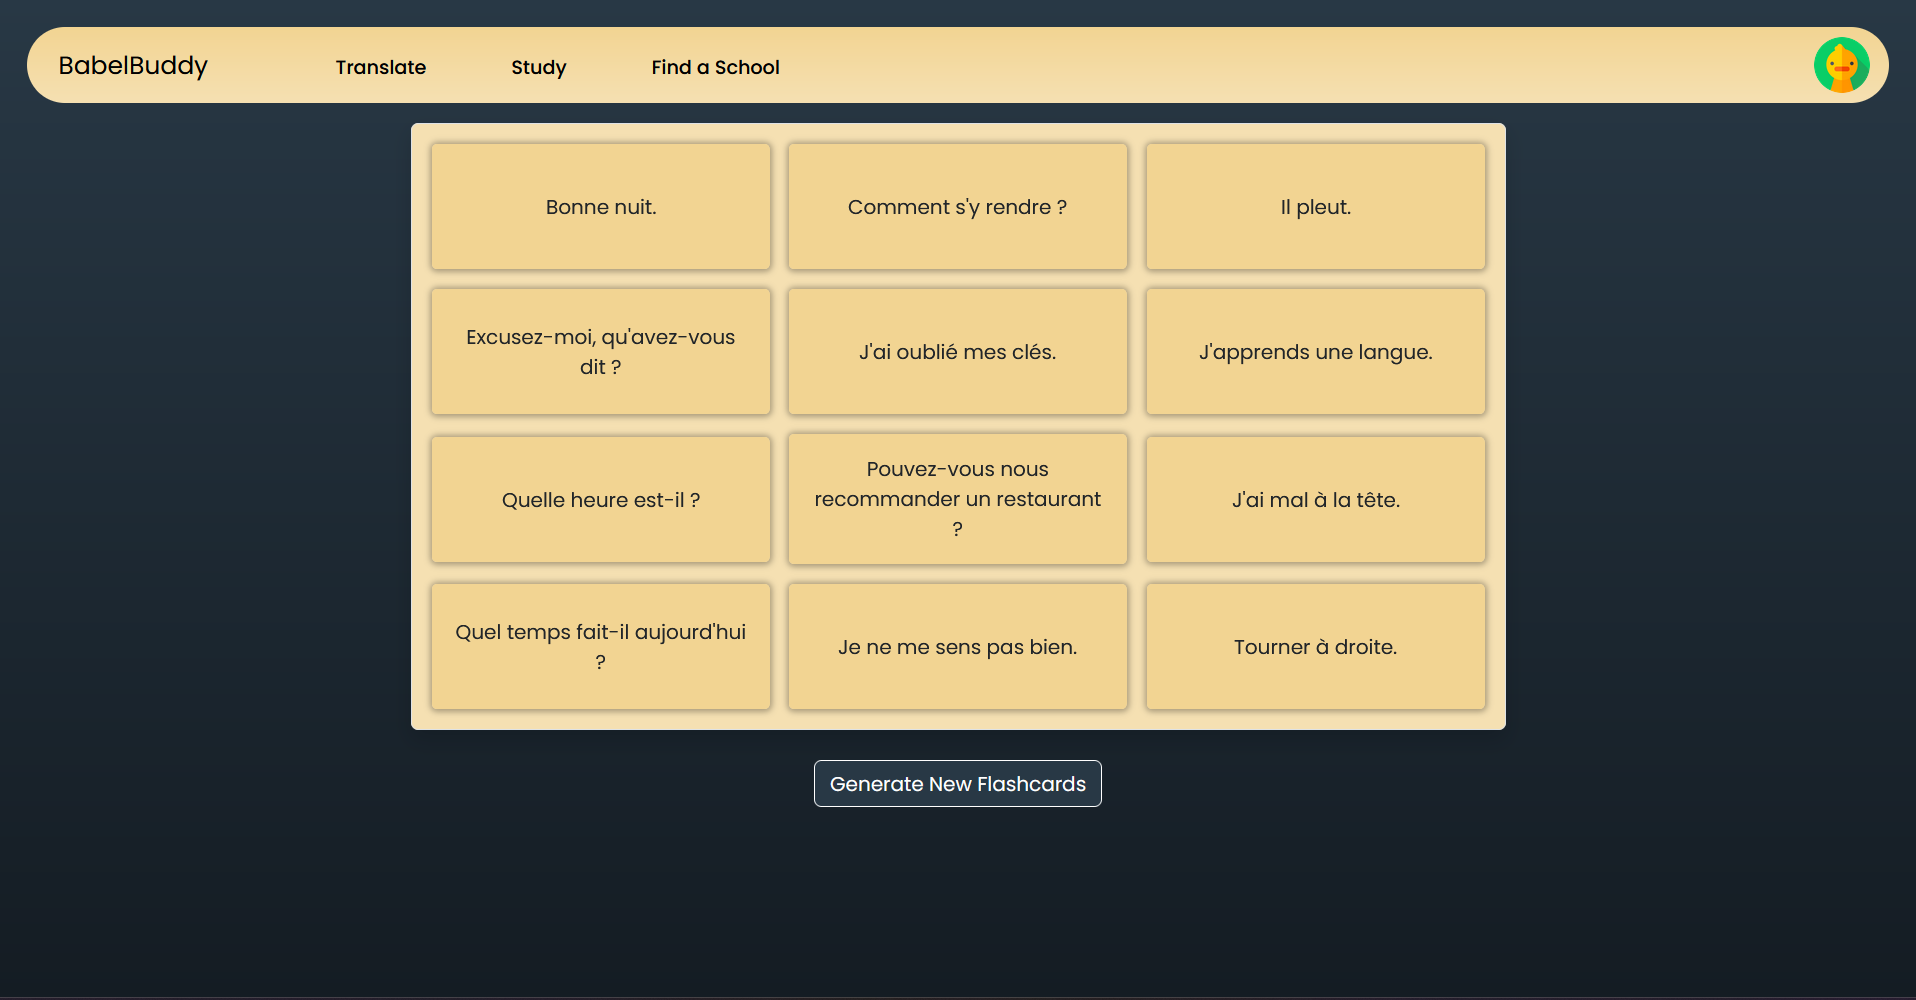 BabelBuddy
Translate
Study
Find a School
Bonne nuit.
Comment s'y rendre ?
Il pleut.
Excusez-moi, qu'avez-vous
dit ?
J'ai oublié mes clés.
J'apprends une langue.
Quelle heure est-il ?
Pouvez-vous nous
recommander un restaurant
?
J'ai mal à la tête.
Quel temps fait-il aujourd'hui
?
Je ne me sens pas bien.
Tourner à droite.
Generate New Flashcards